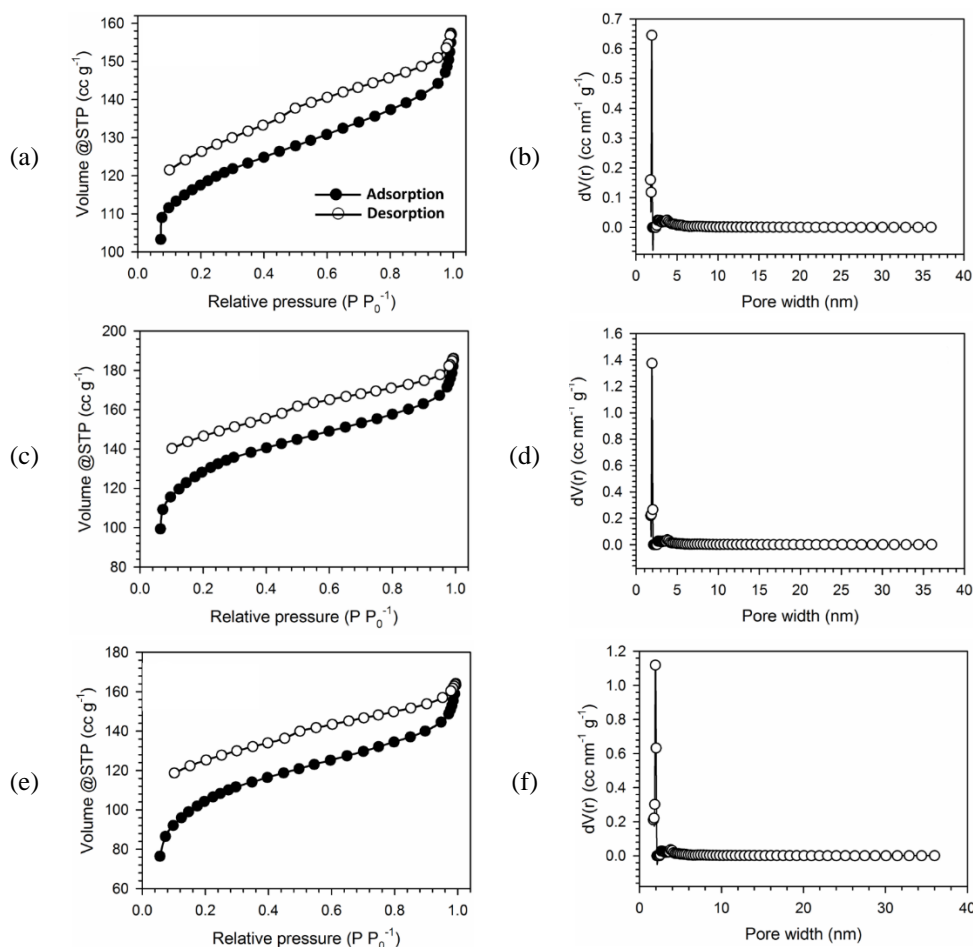 (a)
Volume @STP (cc g⁻¹)
160
150
140
130
120
110
100
0.0 0.2 0.4 0.6 0.8 1.0
Relative pressure (P P₀⁻¹)
Adsorption
Desorption
(b)
dV(r) (cc nm⁻¹ g⁻¹)
0.7
0.6
0.5
0.4
0.3
0.2
0.1
0.0
0 5 10 15 20 25 30 35 40
Pore width (nm)
(c)
Volume @STP (cc g⁻¹)
200
180
160
140
120
100
80
0.0 0.2 0.4 0.6 0.8 1.0
Relative pressure (P P₀⁻¹)
(d)
dV(r) (cc nm⁻¹ g⁻¹)
1.6
1.4
1.2
1.0
0.8
0.6
0.4
0.2
0.0
0 5 10 15 20 25 30 35 40
Pore width (nm)
(e)
Volume @STP (cc g⁻¹)
180
160
140
120
100
80
60
0.0 0.2 0.4 0.6 0.8 1.0
Relative pressure (P P₀⁻¹)
(f)
dV(r) (cc nm⁻¹ g⁻¹)
1.2
1.0
0.8
0.6
0.4
0.2
0.0
0 10 20 30 40
Pore width (nm)